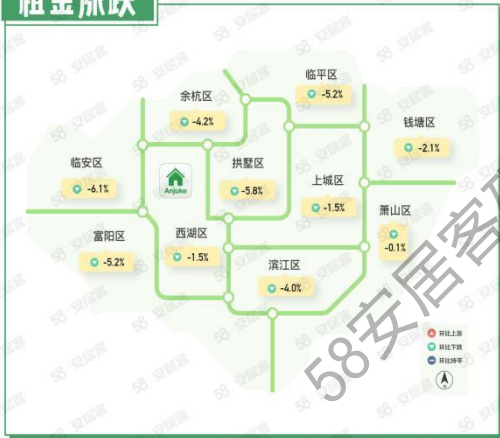 租金涨跌
临平区
-5.2%
余杭区
-4.2%
钱塘区
-2.1%
临安区
-6.1%
Anjuke
拱墅区
-5.8%
上城区
-1.5%
萧山区
-0.1%
富阳区
-5.2%
西湖区
-1.5%
滨江区
-4.0%
环比上涨
环比下跌
环比持平
58安居客